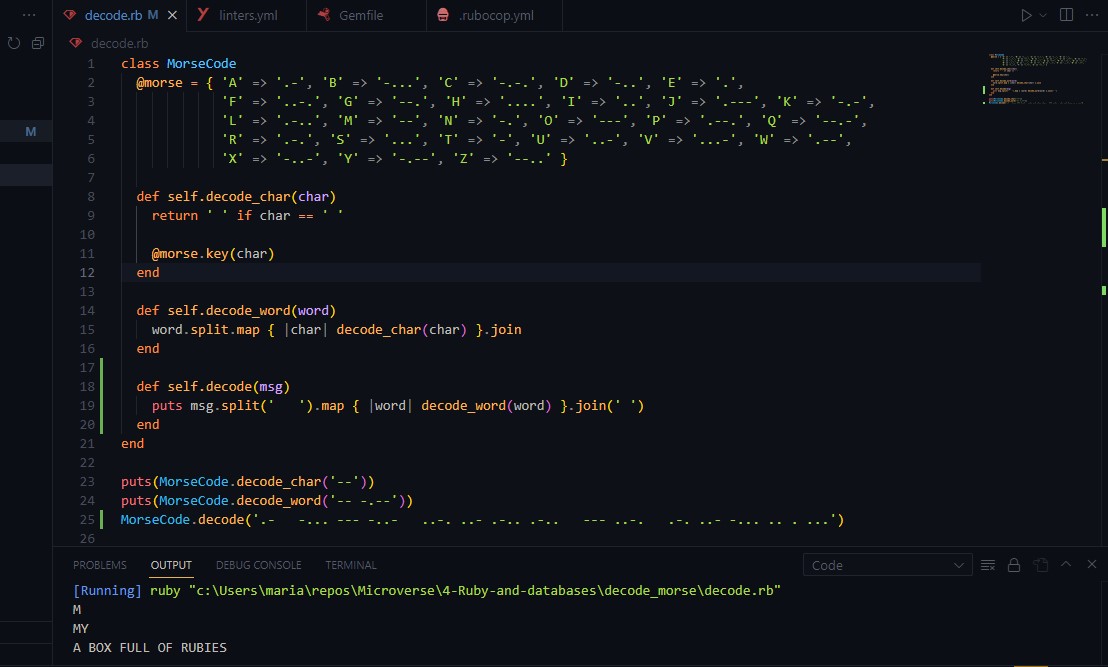 decode.rb M linters.yml Gemfile .rubocop.yml
decode.rb
M
1 class MorseCode
2 @morse = { 'A' => '.-', 'B' => '-...', 'C' => '-.-.', 'D' => '-..', 'E' => '.',
3 'F' => '..-.', 'G' => '--.', 'H' => '....', 'I' => '..', 'J' => '.---', 'K' => '-.-',
4 'L' => '.-..', 'M' => '--', 'N' => '-.', 'O' => '---', 'P' => '.--.', 'Q' => '--.-',
5 'R' => '.-.', 'S' => '...', 'T' => '-', 'U' => '..-', 'V' => '...-', 'W' => '.--',
6 'X' => '-..-', 'Y' => '-.--', 'Z' => '--..' }
7
8 def self.decode_char(char)
9 return ' ' if char == ' '
10
11 @morse.key(char)
12 end
13
14 def self.decode_word(word)
15 word.split.map { |char| decode_char(char) }.join
16 end
17
18 def self.decode(msg)
19 puts msg.split('   ').map { |word| decode_word(word) }.join(' ')
20 end
21 end
22
23 puts(MorseCode.decode_char('--'))
24 puts(MorseCode.decode_word('-- -.--'))
25 MorseCode.decode('.-   -... --- -..-   ..-. ..- .-.. .-..   --- ..-.   .-. ..- -... .. . ...')
26
PROBLEMS OUTPUT DEBUG CONSOLE TERMINAL Code
[Running] ruby "c:\Users\maria\repos\Microverse\4-Ruby-and-databases\decode_morse\decode.rb"
M
MY
A BOX FULL OF RUBIES